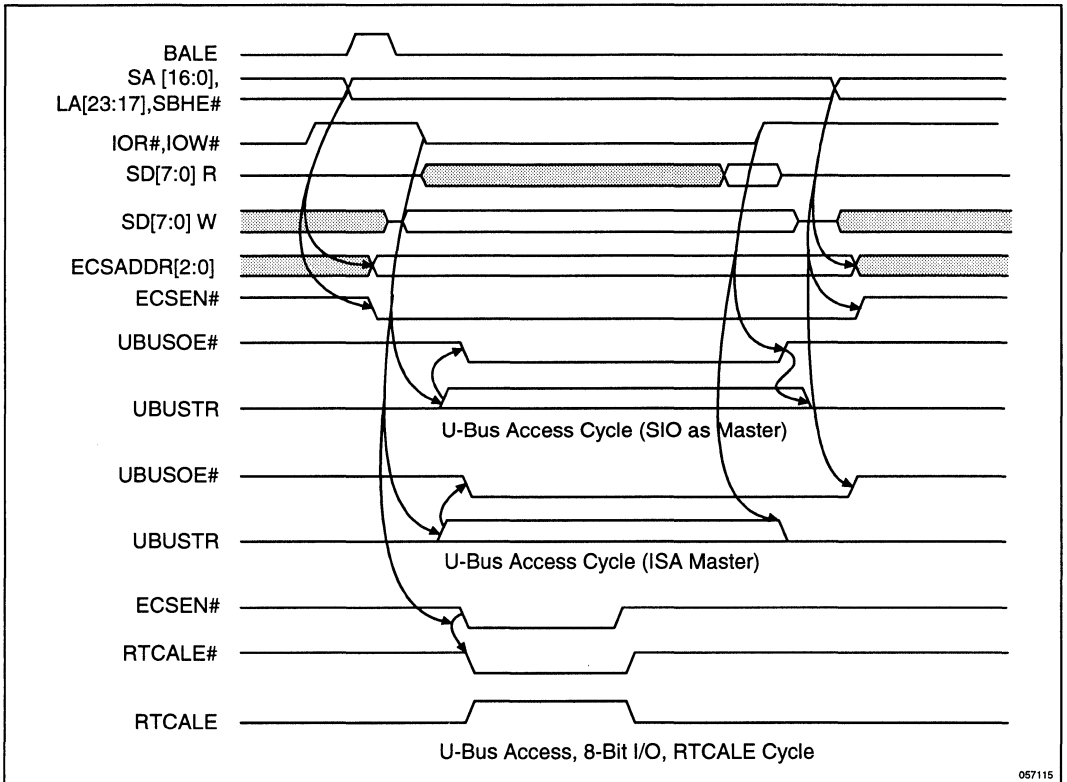 BALE
SA [16:0],
LA[23:17],SBHE#
IOR#,IOW#
SD[7:0] R
SD[7:0] W
ECSADDR[2:0]
ECSEN#
UBUSOE#
UBUSTR
U-Bus Access Cycle (SIO as Master)
UBUSOE#
UBUSTR
U-Bus Access Cycle (ISA Master)
ECSEN#
RTCALE#
RTCALE
U-Bus Access, 8-Bit I/O, RTCALE Cycle
057115